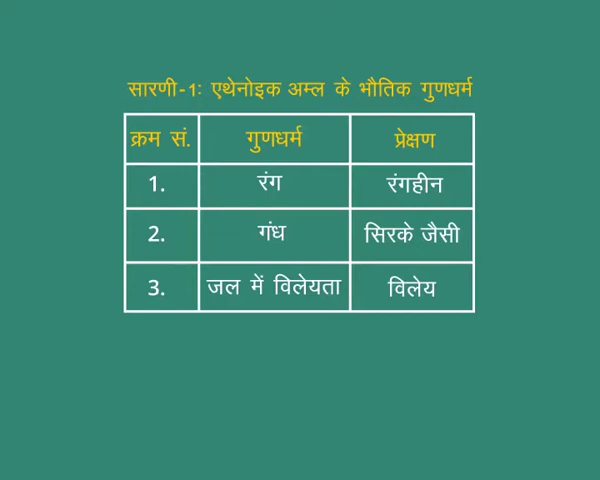 सारणी-1: एथेनोइक अम्ल के भौतिक गुणधर्म
क्रम सं. गुणधर्म प्रेक्षण
1. रंग रंगहीन
2. गंध सिरके जैसी
3. जल में विलेयता विलेय